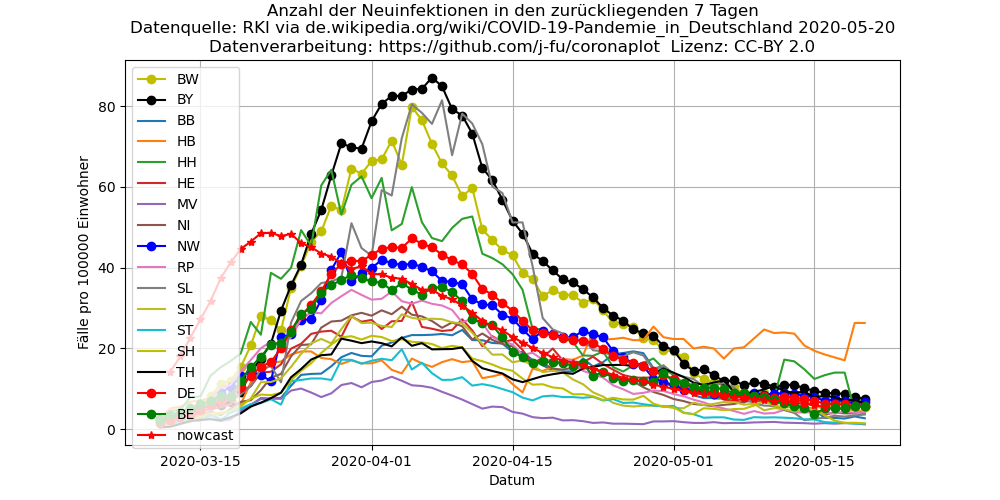 Anzahl der Neuinfektionen in den zurückliegenden 7 Tagen
Datenquelle: RKI via de.wikipedia.org/wiki/COVID-19-Pandemie_in_Deutschland 2020-05-20
Datenverarbeitung: https://github.com/j-fu/coronaplot Lizenz: CC-BY 2.0
Fälle pro 100000 Einwohner
80
60
40
20
0
BW
BY
BB
HB
HH
HE
MV
NI
NW
RP
SL
SN
ST
SH
TH
DE
BE
nowcast
2020-03-15
2020-04-01
2020-04-15
2020-05-01
2020-05-15
Datum